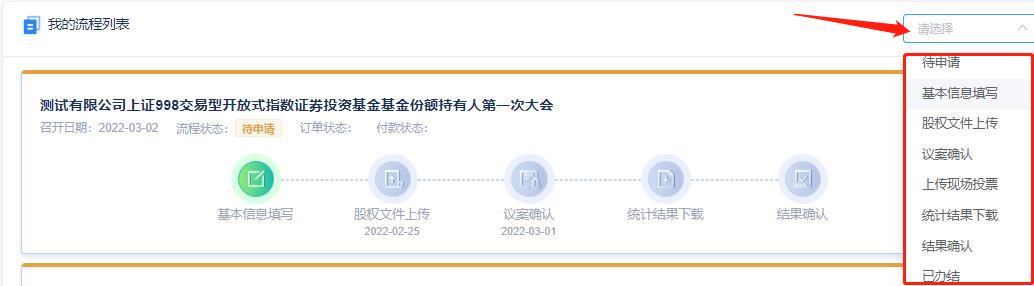 我的流程列表
请选择
待申请
基本信息填写
股权文件上传
议案确认
上传现场投票
统计结果下载
结果确认
已办结
测试有限公司上证998交易型开放式指数证券投资基金基金份额持有人第一次大会
召开日期：2022-03-02 流程状态：待申请 订单状态： 付款状态：
基本信息填写 股权文件上传 议案确认 统计结果下载 结果确认
2022-02-25 2022-03-01